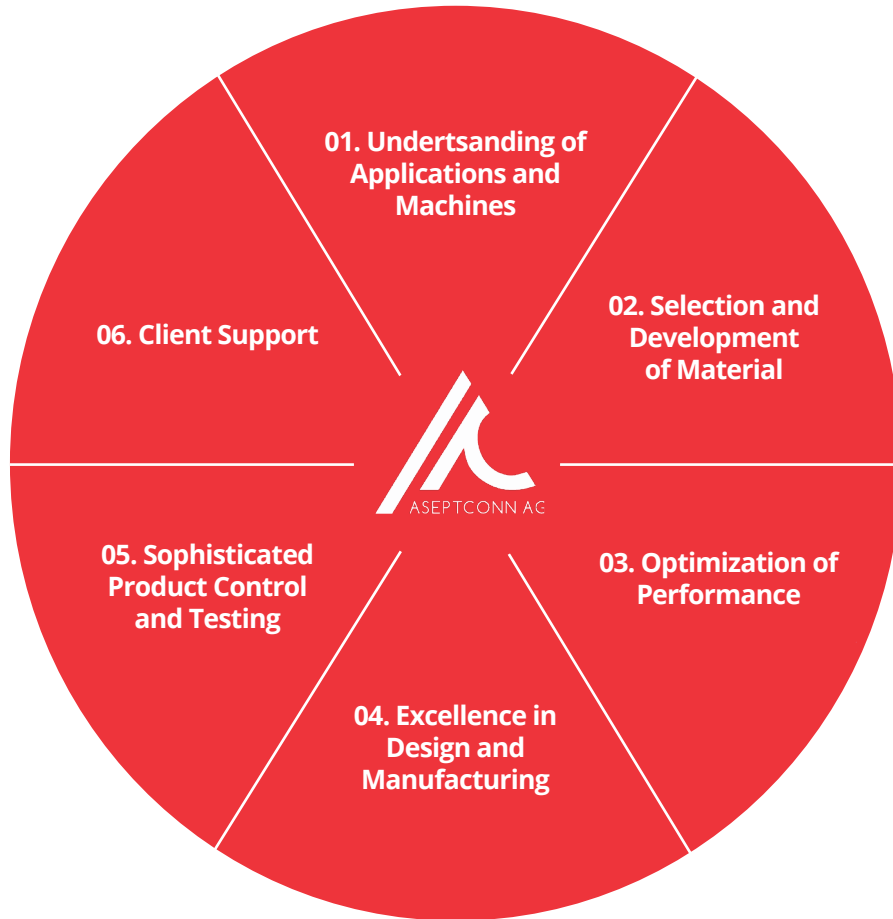 01. Undertsanding of
Applications and
Machines
02. Selection and
Development
of Material
03. Optimization of
Performance
04. Excellence in
Design and
Manufacturing
05. Sophisticated
Product Control
and Testing
06. Client Support
ASEPTCONN AG